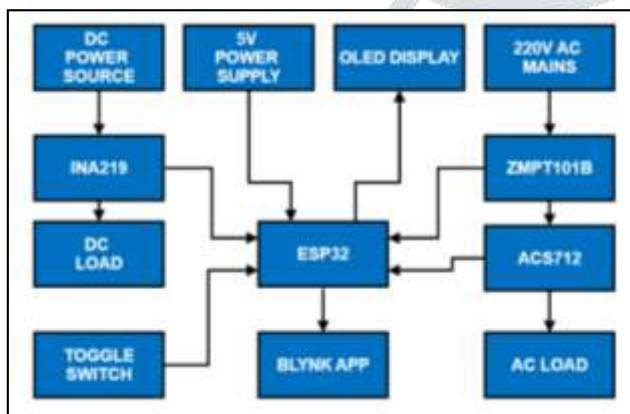 DC
POWER
SOURCE
5V
POWER
SUPPLY
OLED DISPLAY
220V AC
MAINS
INA219
ZMPT101B
DC
LOAD
ESP32
ACS712
TOGGLE
SWITCH
BLYNK APP
AC LOAD